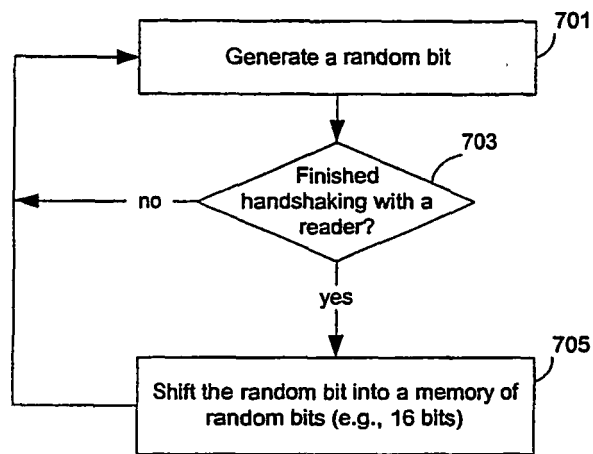 701
Generate a random bit
703
Finished
handshaking with a
reader?
no
yes
705
Shift the random bit into a memory of
random bits (e.g., 16 bits)